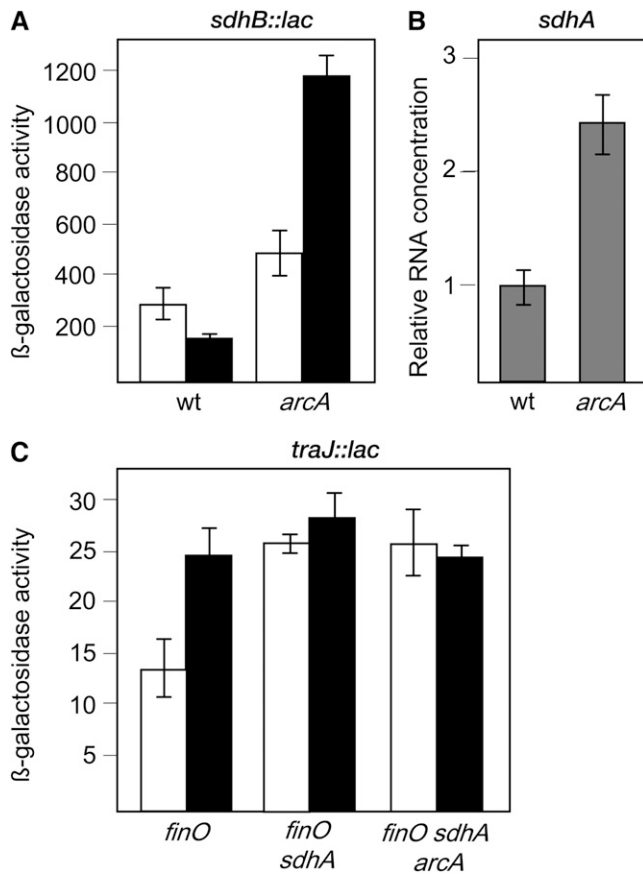 A
sdhB::lac
ß-galactosidase activity
1200
1000
800
600
400
200
wt
arcA
B
sdhA
Relative RNA concentration
3
2
1
wt
arcA
C
traJ::lac
ß-galactosidase activity
30
25
20
15
10
5
finO
finO
sdhA
finO sdhA
arcA